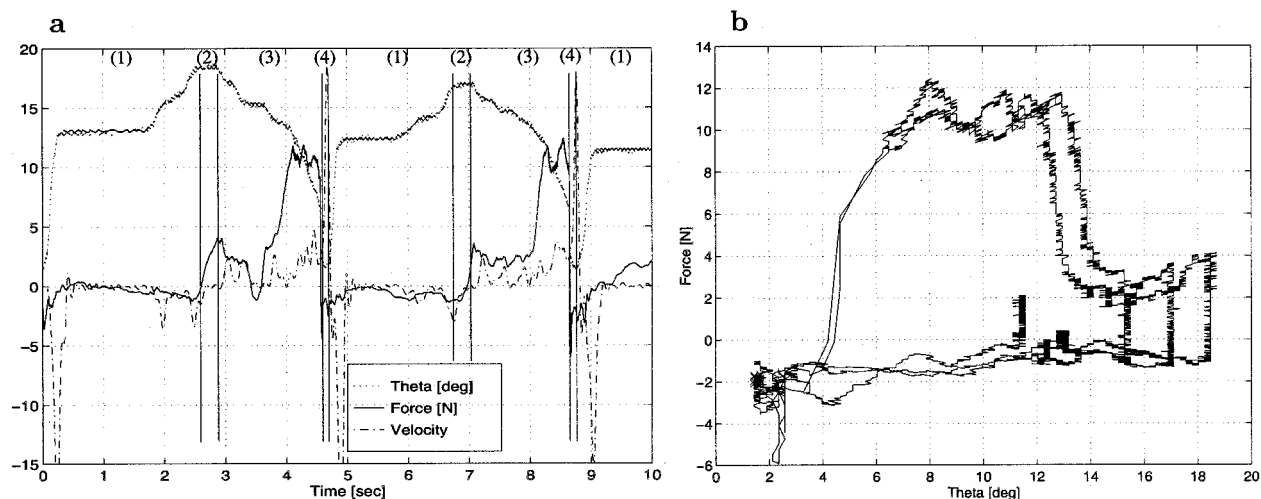 a
(1) (2) (3) (4) (1) (2) (3) (4) (1)
20
15
10
5
0
-5
-10
-15
Theta [deg]
Force [N]
Velocity
0 1 2 3 4 5 6 7 8 9 10
Time [sec]
b
14
12
10
8
6
4
2
0
-2
-4
-6
Force [N]
0 2 4 6 8 10 12 14 16 18 20
Theta [deg]